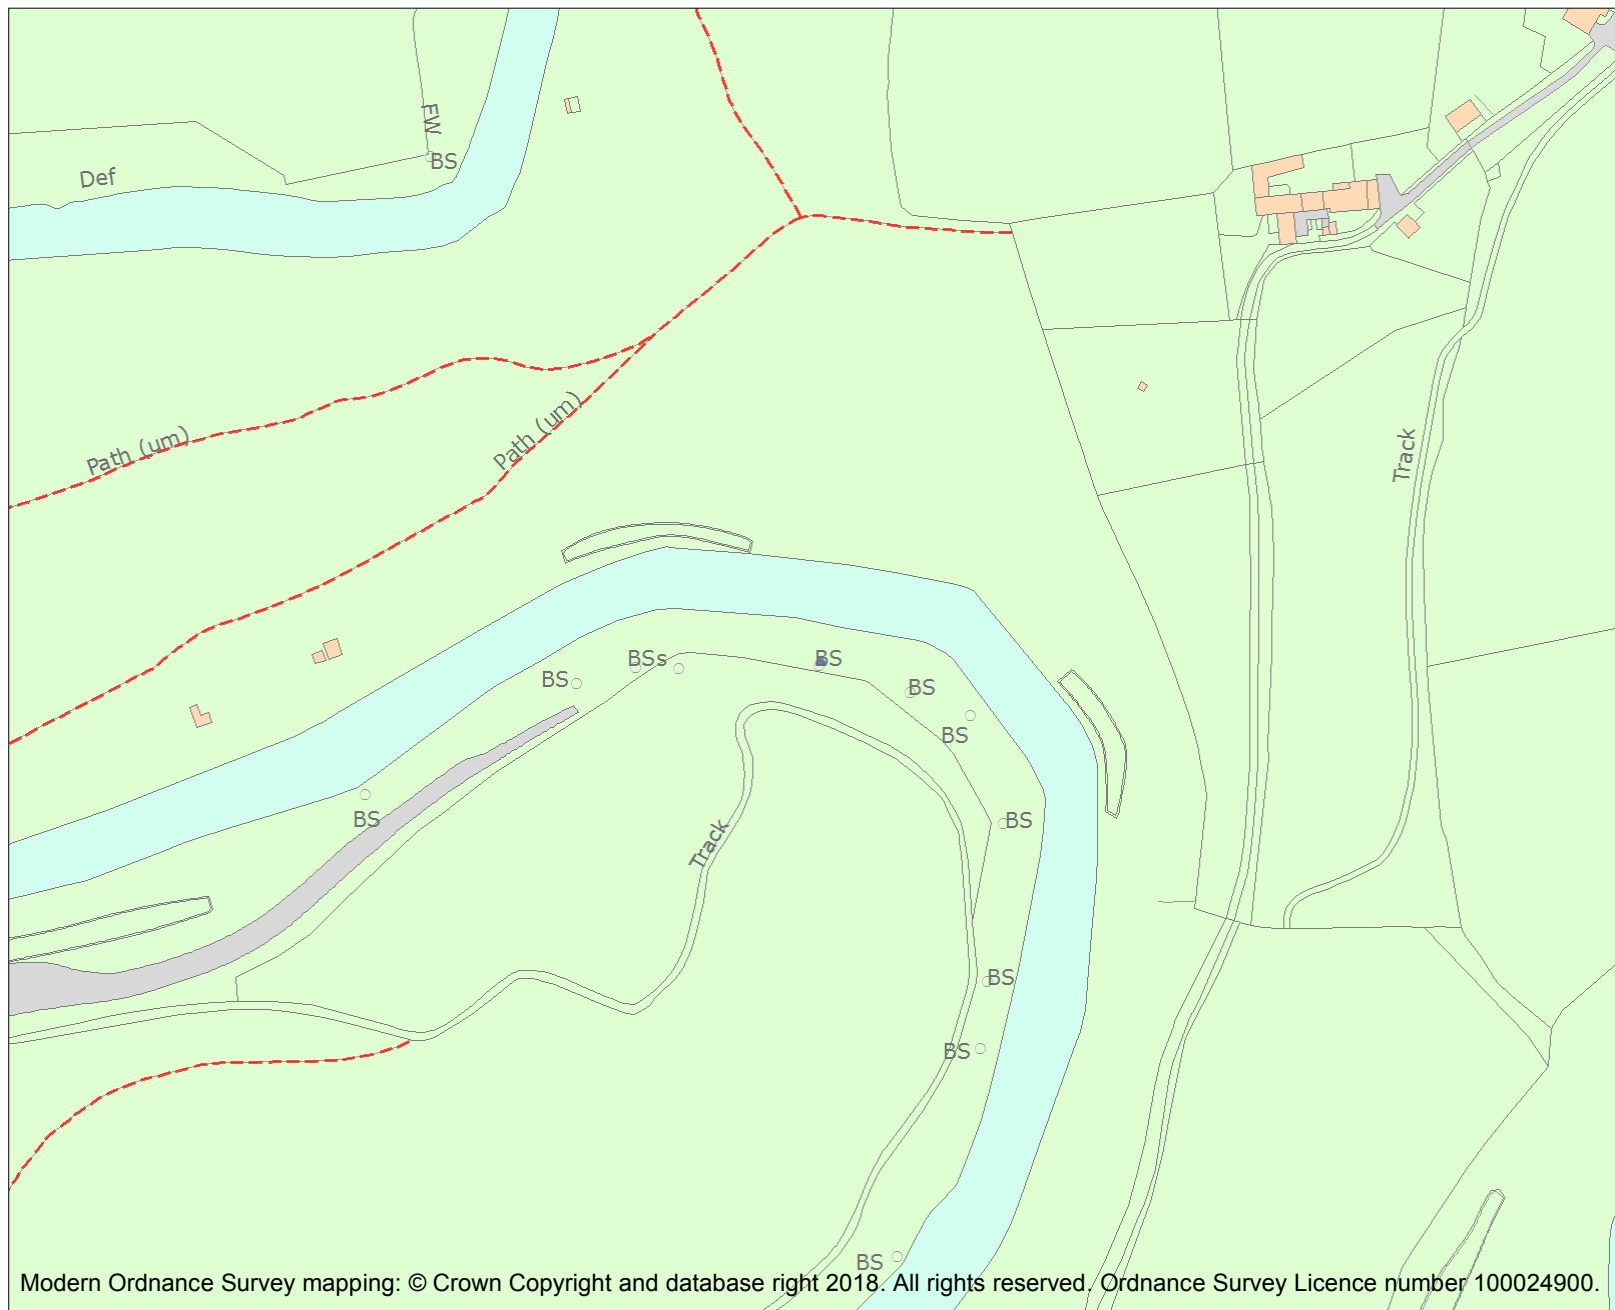 FW
BS
Def
Path (um)
Path (um)
Track
BSs
BS
BS
BS
BS
BS
BS
Track
BS
BS
BS
Modern Ordnance Survey mapping: © Crown Copyright and database right 2018. All rights reserved. Ordnance Survey Licence number 100024900.